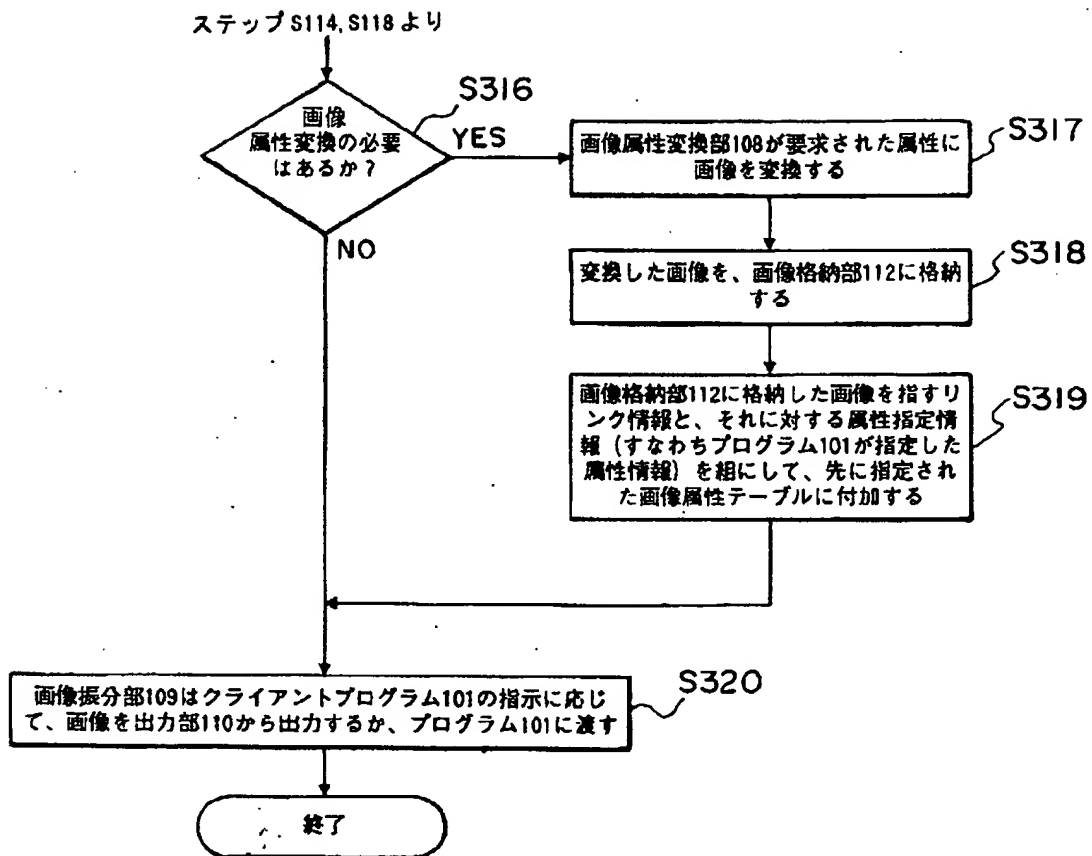 ステップS114,S118より
S316
画像
属性変換の必要
はあるか？
YES
NO
画像属性変換部108が要求された属性に
画像を変換する
S317
変換した画像を、画像格納部112に格納
する
S318
画像格納部112に格納した画像を指すリ
ンク情報と、それに対する属性指定情
報（すなわちプログラム101が指定した
属性情報）を組にして、先に指定され
た画像属性テーブルに付加する
S319
画像振分部109はクライアントプログラム101の指示に応じ
て、画像を出力部110から出力するか、プログラム101に渡す
S320
終了